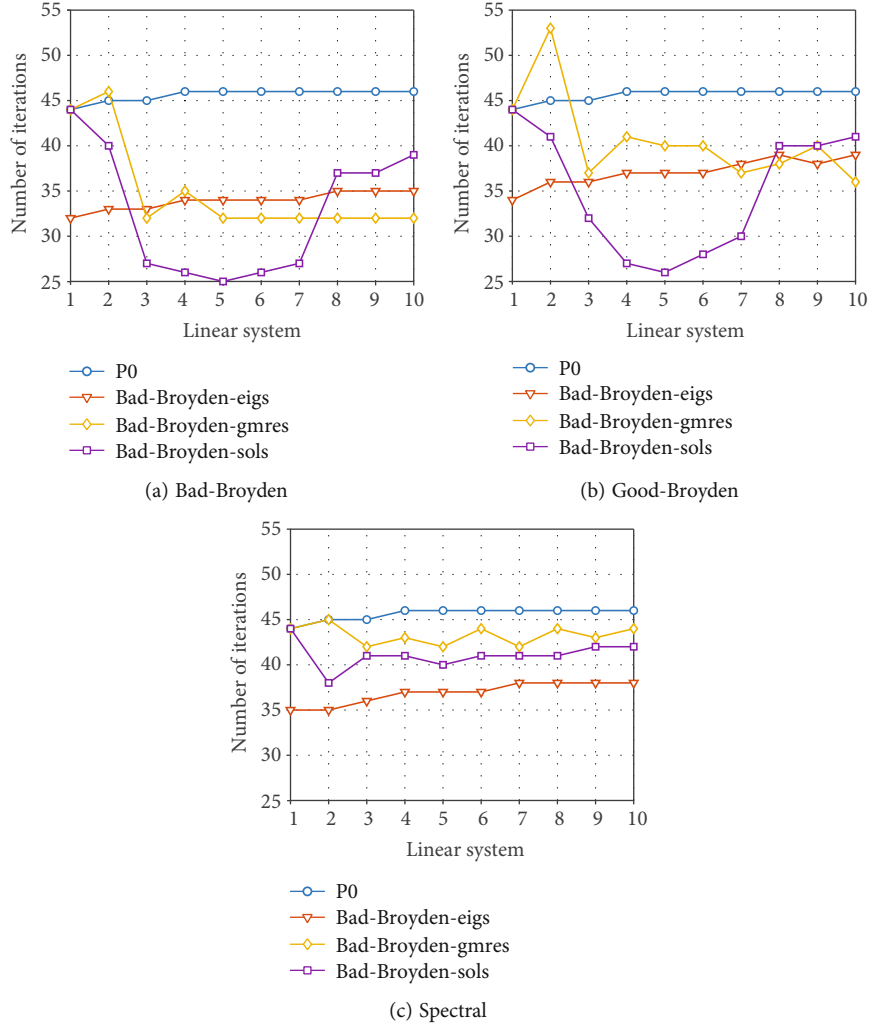 55
50
45
40
35
30
25
Number of iterations
1 2 3 4 5 6 7 8 9 10
Linear system
P0
Bad-Broyden-eigs
Bad-Broyden-gmres
Bad-Broyden-sols
(a) Bad-Broyden
55
50
45
40
35
30
25
Number of iterations
1 2 3 4 5 6 7 8 9 10
Linear system
P0
Bad-Broyden-eigs
Bad-Broyden-gmres
Bad-Broyden-sols
(b) Good-Broyden
55
50
45
40
35
30
25
Number of iterations
1 2 3 4 5 6 7 8 9 10
Linear system
P0
Bad-Broyden-eigs
Bad-Broyden-gmres
Bad-Broyden-sols
(c) Spectral